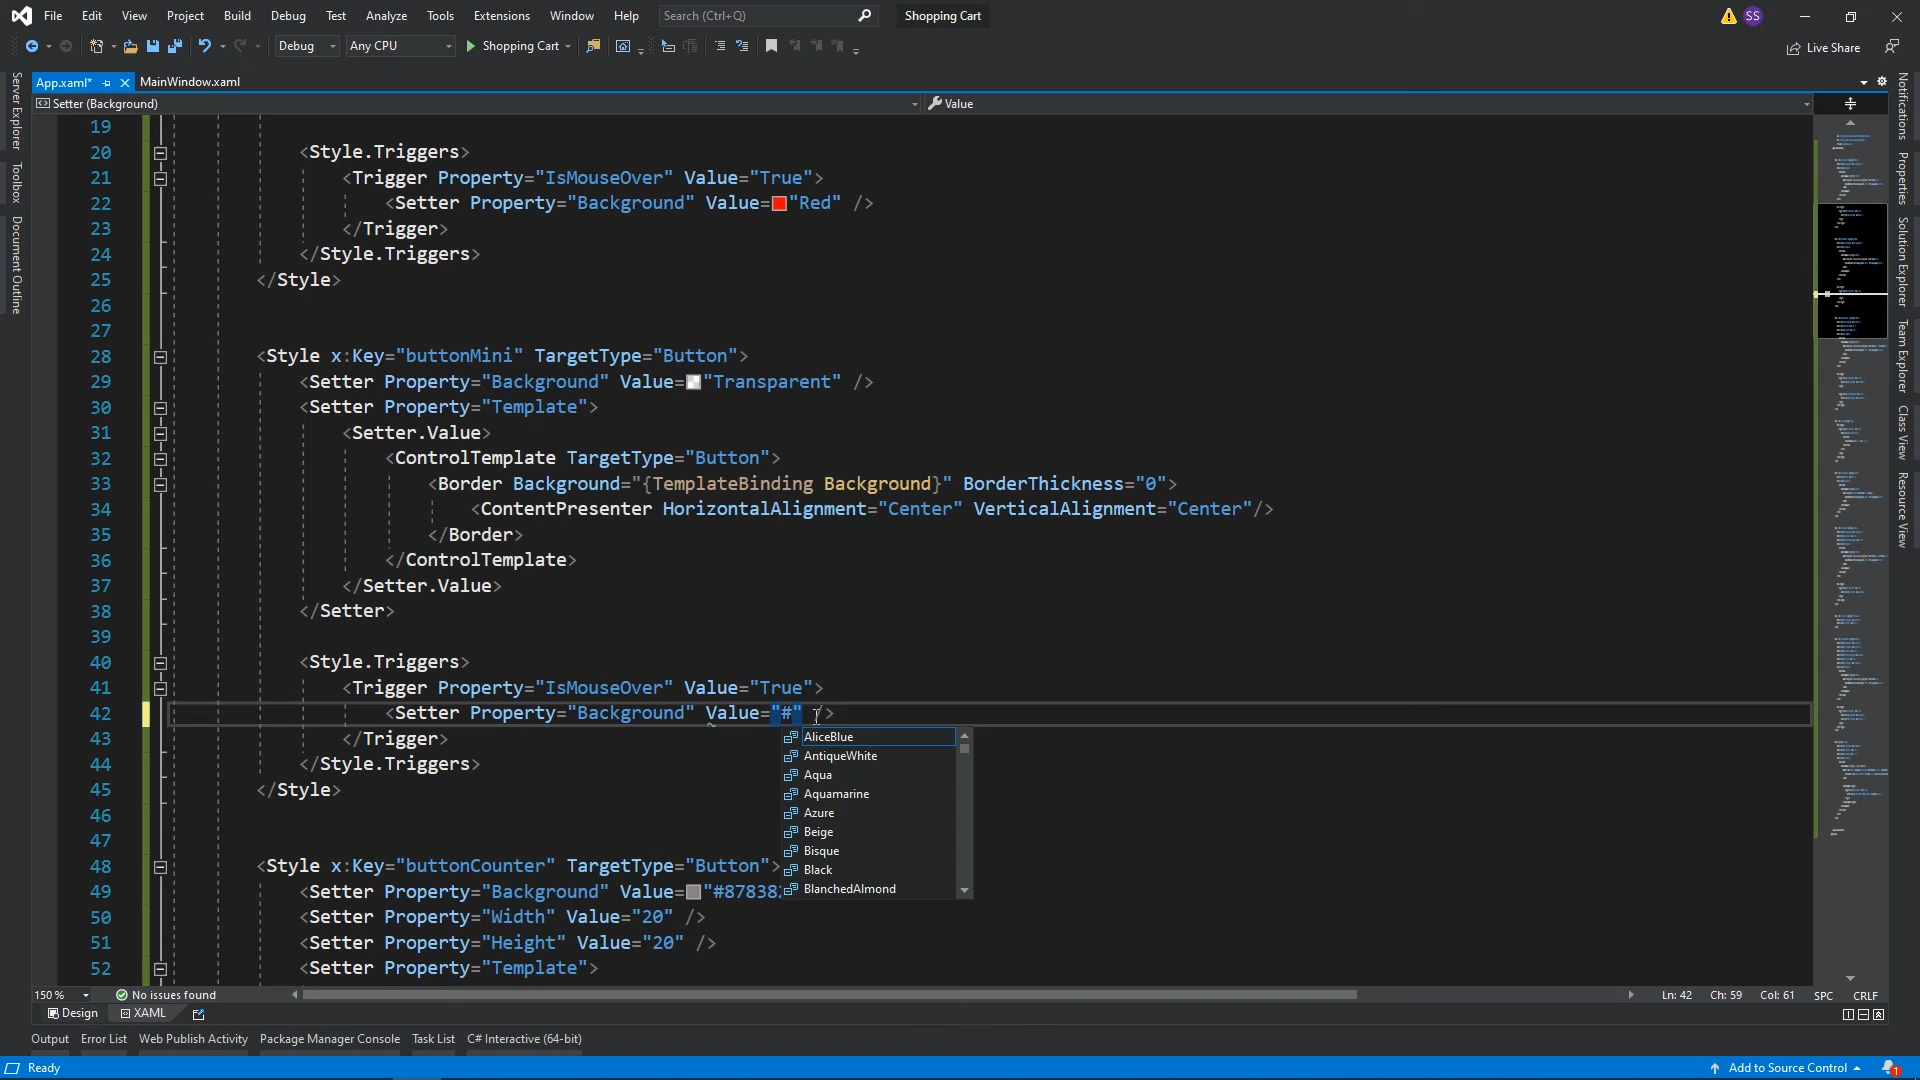 File Edit View Project Build Debug Test Analyze Tools Extensions Window Help Search (Ctrl+Q) Shopping Cart SS
Debug Any CPU Shopping Cart Live Share
App.xaml* MainWindow.xaml
Setter (Background) Value
Server Explorer
Toolbox
Document Outline
19
20 <Style.Triggers>
21 <Trigger Property="IsMouseOver" Value="True">
22 <Setter Property="Background" Value="Red" />
23 </Trigger>
24 </Style.Triggers>
25 </Style>
26
27
28 <Style x:Key="buttonMini" TargetType="Button">
29 <Setter Property="Background" Value="Transparent" />
30 <Setter Property="Template">
31 <Setter.Value>
32 <ControlTemplate TargetType="Button">
33 <Border Background="{TemplateBinding Background}" BorderThickness="0">
34 <ContentPresenter HorizontalAlignment="Center" VerticalAlignment="Center"/>
35 </Border>
36 </ControlTemplate>
37 </Setter.Value>
38 </Setter>
39
40 <Style.Triggers>
41 <Trigger Property="IsMouseOver" Value="True">
42 <Setter Property="Background" Value="#" />
43 </Trigger>
44 </Style.Triggers>
45 </Style>
46
47
48 <Style x:Key="buttonCounter" TargetType="Button">
49 <Setter Property="Background" Value="#87838
50 <Setter Property="Width" Value="20" />
51 <Setter Property="Height" Value="20" />
52 <Setter Property="Template">
AliceBlue
AntiqueWhite
Aqua
Aquamarine
Azure
Beige
Bisque
Black
BlanchedAlmond
Notifications
Properties
Solution Explorer
Team Explorer
Class View
Resource View
150 % No issues found Ln: 42 Ch: 59 Col: 61 SPC CRLF
Design XAML
Output Error List Web Publish Activity Package Manager Console Task List C# Interactive (64-bit)
Ready Add to Source Control 1